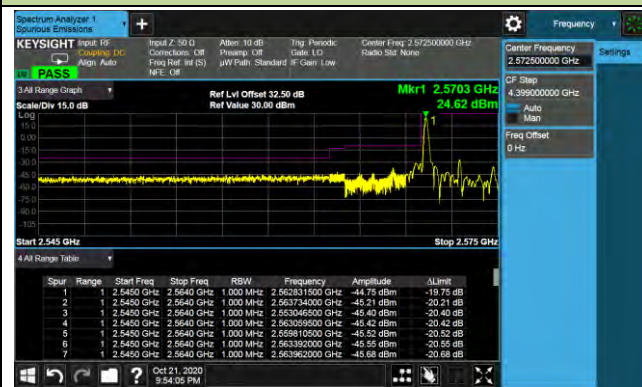 Spectrum Analyzer 1
Spurious Emissions
Frequency
KEYSIGHT Input: RF
Coupling: DC
Align: Auto
Input Z: 50 Ω
Corrections: Off
Freq Ref: Int (S)
NFE: Off
Atten: 10 dB
Preamp: Off
µW Path: Standard
Trig: Periodic
Gate: LO
IF Gain: Low
Center Freq: 2.572500000 GHz
Radio Std: None
PASS
Center Frequency
2.572500000 GHz
Settings
CF Step
4.399000000 GHz
Auto
Man
Freq Offset
0 Hz
3 All Range Graph
Scale/Div 15.0 dB
Ref Lvl Offset 32.50 dB
Ref Value 30.00 dBm
Mkr1 2.5703 GHz
24.62 dBm
Log
15.0
0.00
-15.0
-30.0
-45.0
-60.0
-75.0
-90.0
-105
1
Start 2.545 GHz
Stop 2.575 GHz
4 All Range Table
Spur Range Start Freq Stop Freq RBW Frequency Amplitude ΔLimit
1 1 2.5450 GHz 2.5640 GHz 1.000 MHz 2.562831500 GHz -44.75 dBm -19.75 dB
2 1 2.5450 GHz 2.5640 GHz 1.000 MHz 2.563734000 GHz -45.21 dBm -20.21 dB
3 1 2.5450 GHz 2.5640 GHz 1.000 MHz 2.553046500 GHz -45.40 dBm -20.40 dB
4 1 2.5450 GHz 2.5640 GHz 1.000 MHz 2.563059500 GHz -45.42 dBm -20.42 dB
5 1 2.5450 GHz 2.5640 GHz 1.000 MHz 2.559810500 GHz -45.52 dBm -20.52 dB
6 1 2.5450 GHz 2.5640 GHz 1.000 MHz 2.563392000 GHz -45.55 dBm -20.55 dB
7 1 2.5450 GHz 2.5640 GHz 1.000 MHz 2.563962000 GHz -45.68 dBm -20.68 dB
Oct 21, 2020
9:54:05 PM